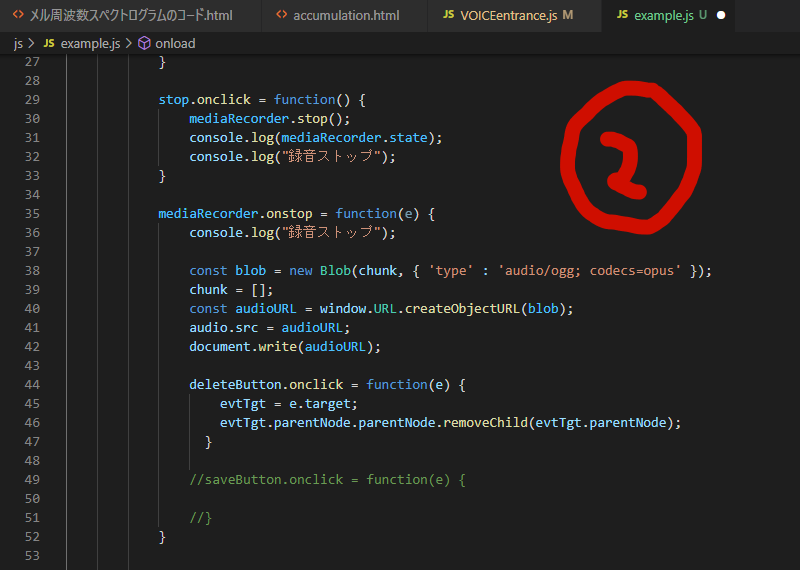 メル周波数スペクトログラムのコード.html
accumulation.html
JS VOICEentrance.js M
JS example.js U
js > JS example.js > onload
27 }
28
29 stop.onclick = function() {
30 mediaRecorder.stop();
31 console.log(mediaRecorder.state);
32 console.log("録音ストップ");
33 }
34
35 mediaRecorder.onstop = function(e) {
36 console.log("録音ストップ");
37
38 const blob = new Blob(chunk, { 'type' : 'audio/ogg; codecs=opus' });
39 chunk = [];
40 const audioURL = window.URL.createObjectURL(blob);
41 audio.src = audioURL;
42 document.write(audioURL);
43
44 deleteButton.onclick = function(e) {
45 evtTgt = e.target;
46 evtTgt.parentNode.parentNode.removeChild(evtTgt.parentNode);
47 }
48
49 //saveButton.onclick = function(e) {
50
51 //}
52 }
53
2